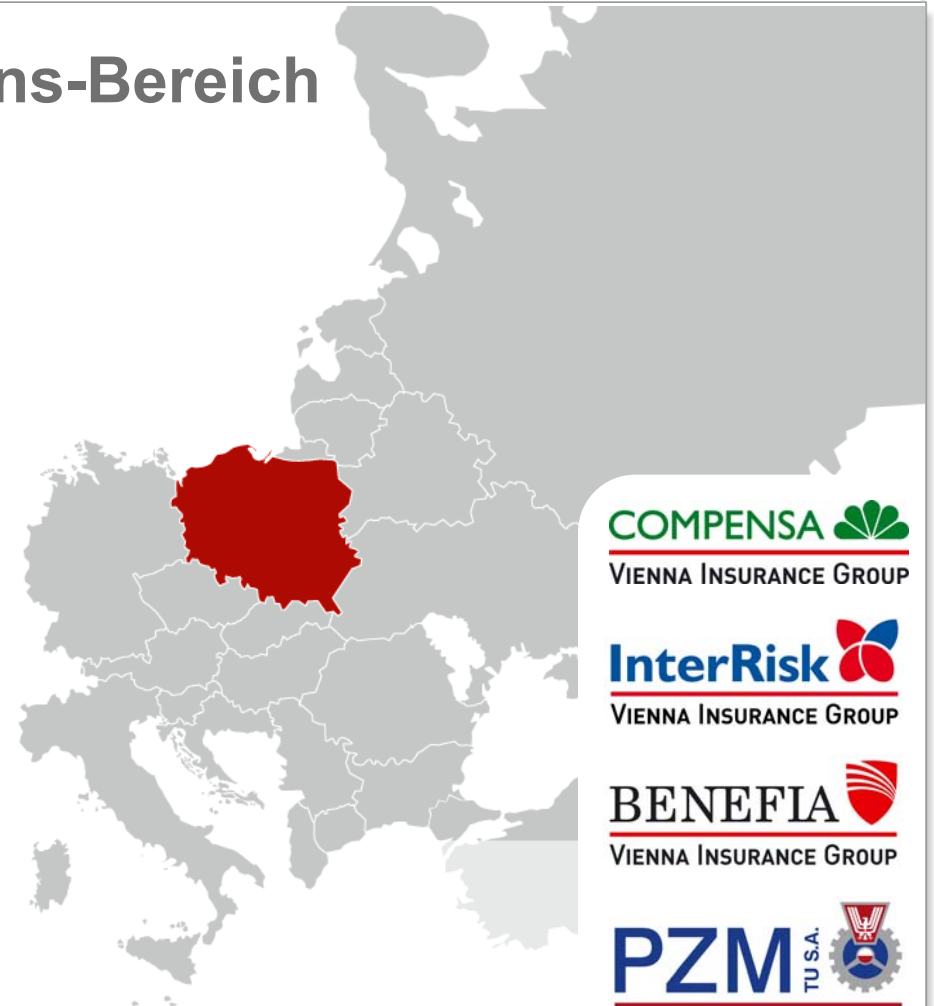 ns-Bereich
COMPENSA
VIENNA INSURANCE GROUP
InterRisk
VIENNA INSURANCE GROUP
BENEFIA
VIENNA INSURANCE GROUP
PZM TU S.A.